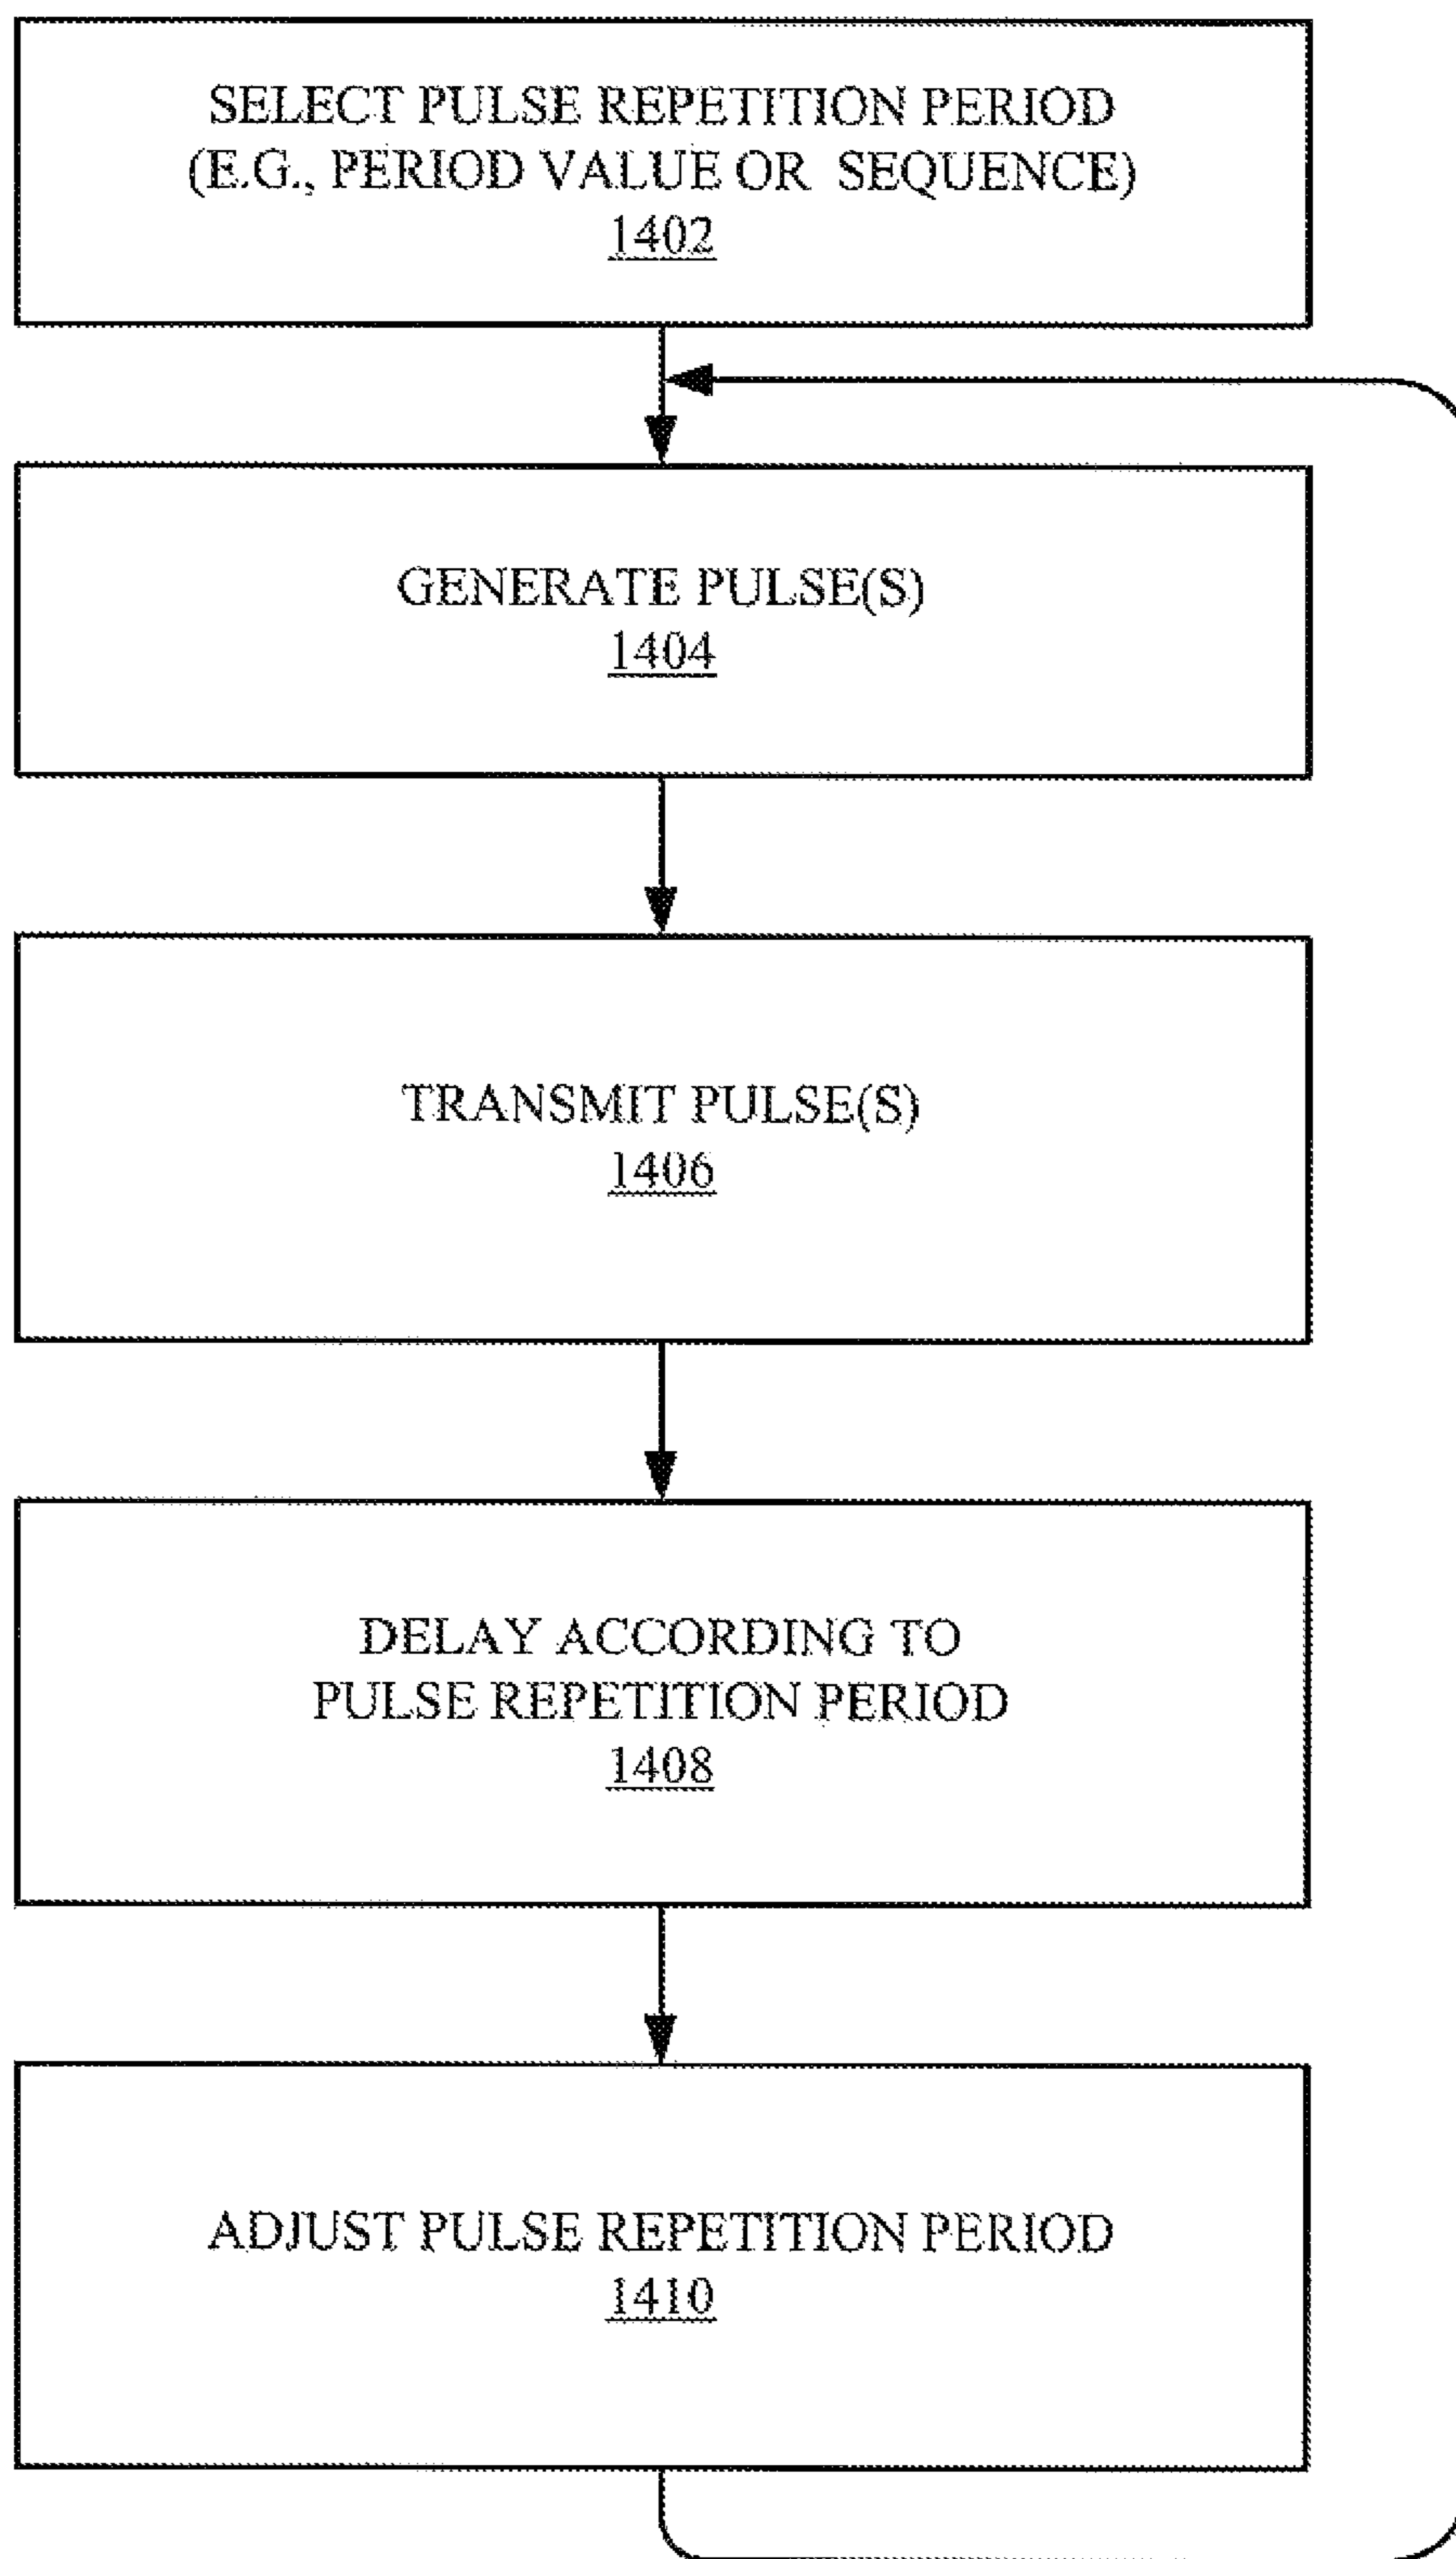 SELECT PULSE REPETITION PERIOD
(E.G., PERIOD VALUE OR SEQUENCE)
1402
GENERATE PULSE(S)
1404
TRANSMIT PULSE(S)
1406
DELAY ACCORDING TO
PULSE REPETITION PERIOD
1408
ADJUST PULSE REPETITION PERIOD
1410